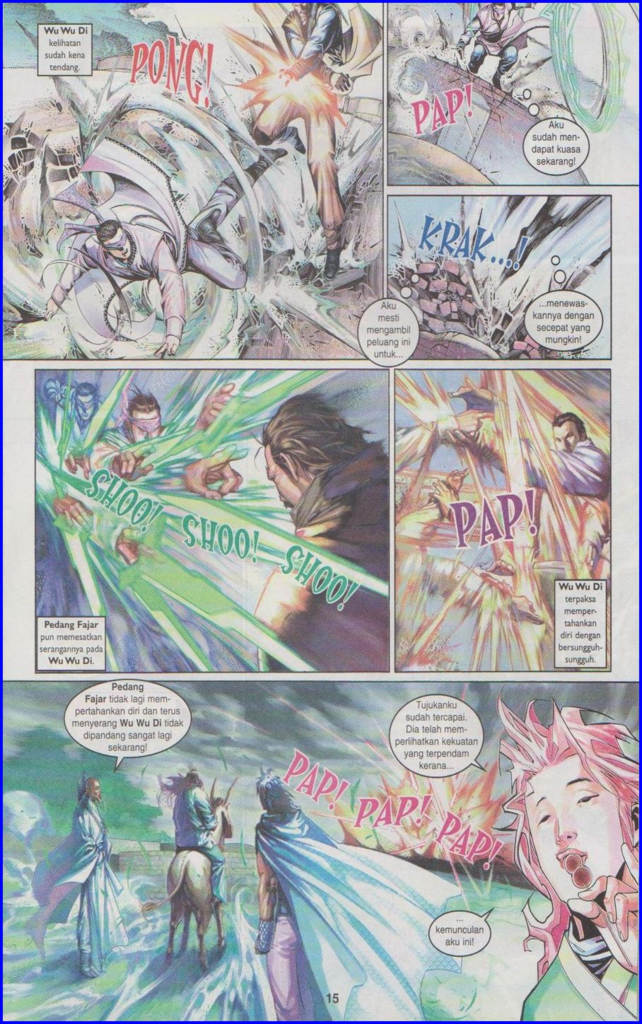 Wu Wu Di
kelihatan
sudah kena
tendang.
PONG!
PAP!
Aku
sudah men-
dapat kuasa
sekarang!
KRAK...!
Aku
mesti
mengambil
peluang ini
untuk...
...menewas-
kannya dengan
secepat yang
mungkin!
SHOO! SHOO! SHOO!
Pedang Fajar
pun memesatkan
serangannya pada
Wu Wu Di.
PAP!
Wu Wu Di
terpaksa
memper-
tahankan
diri dengan
bersungguh-
sungguh.
Pedang
Fajar tidak lagi mem-
pertahankan diri dan terus
menyerang Wu Wu Di tidak
dipandang sangat lagi
sekarang!
Tujukanku
sudah tercapai.
Dia telah mem-
perlihatkan kekuatan
yang terpendam
kerana...
PAP! PAP! PAP!
...
kemunculan
aku ini!
15